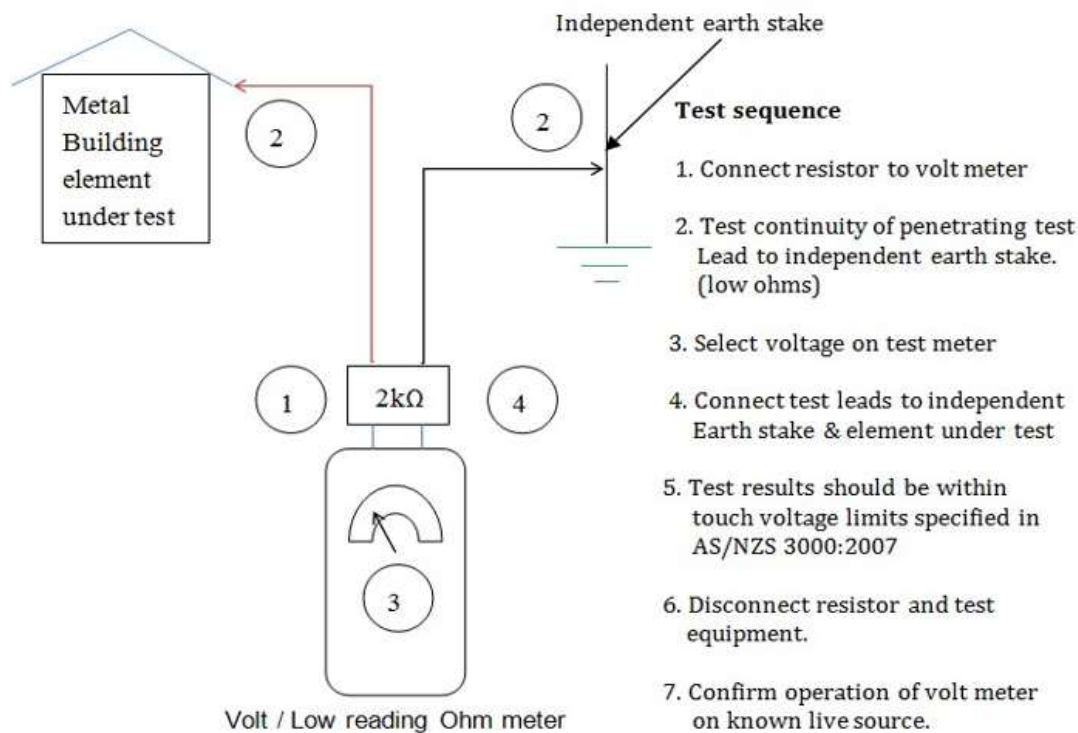 Independent earth stake
Metal
Building
element
under test
2
2
Test sequence
1. Connect resistor to volt meter
2. Test continuity of penetrating test
Lead to independent earth stake.
(low ohms)
3. Select voltage on test meter
1
2kΩ
4
4. Connect test leads to independent
Earth stake & element under test
5. Test results should be within
touch voltage limits specified in
AS/NZS 3000:2007
3
6. Disconnect resistor and test
equipment.
7. Confirm operation of volt meter
on known live source.
Volt / Low reading Ohm meter